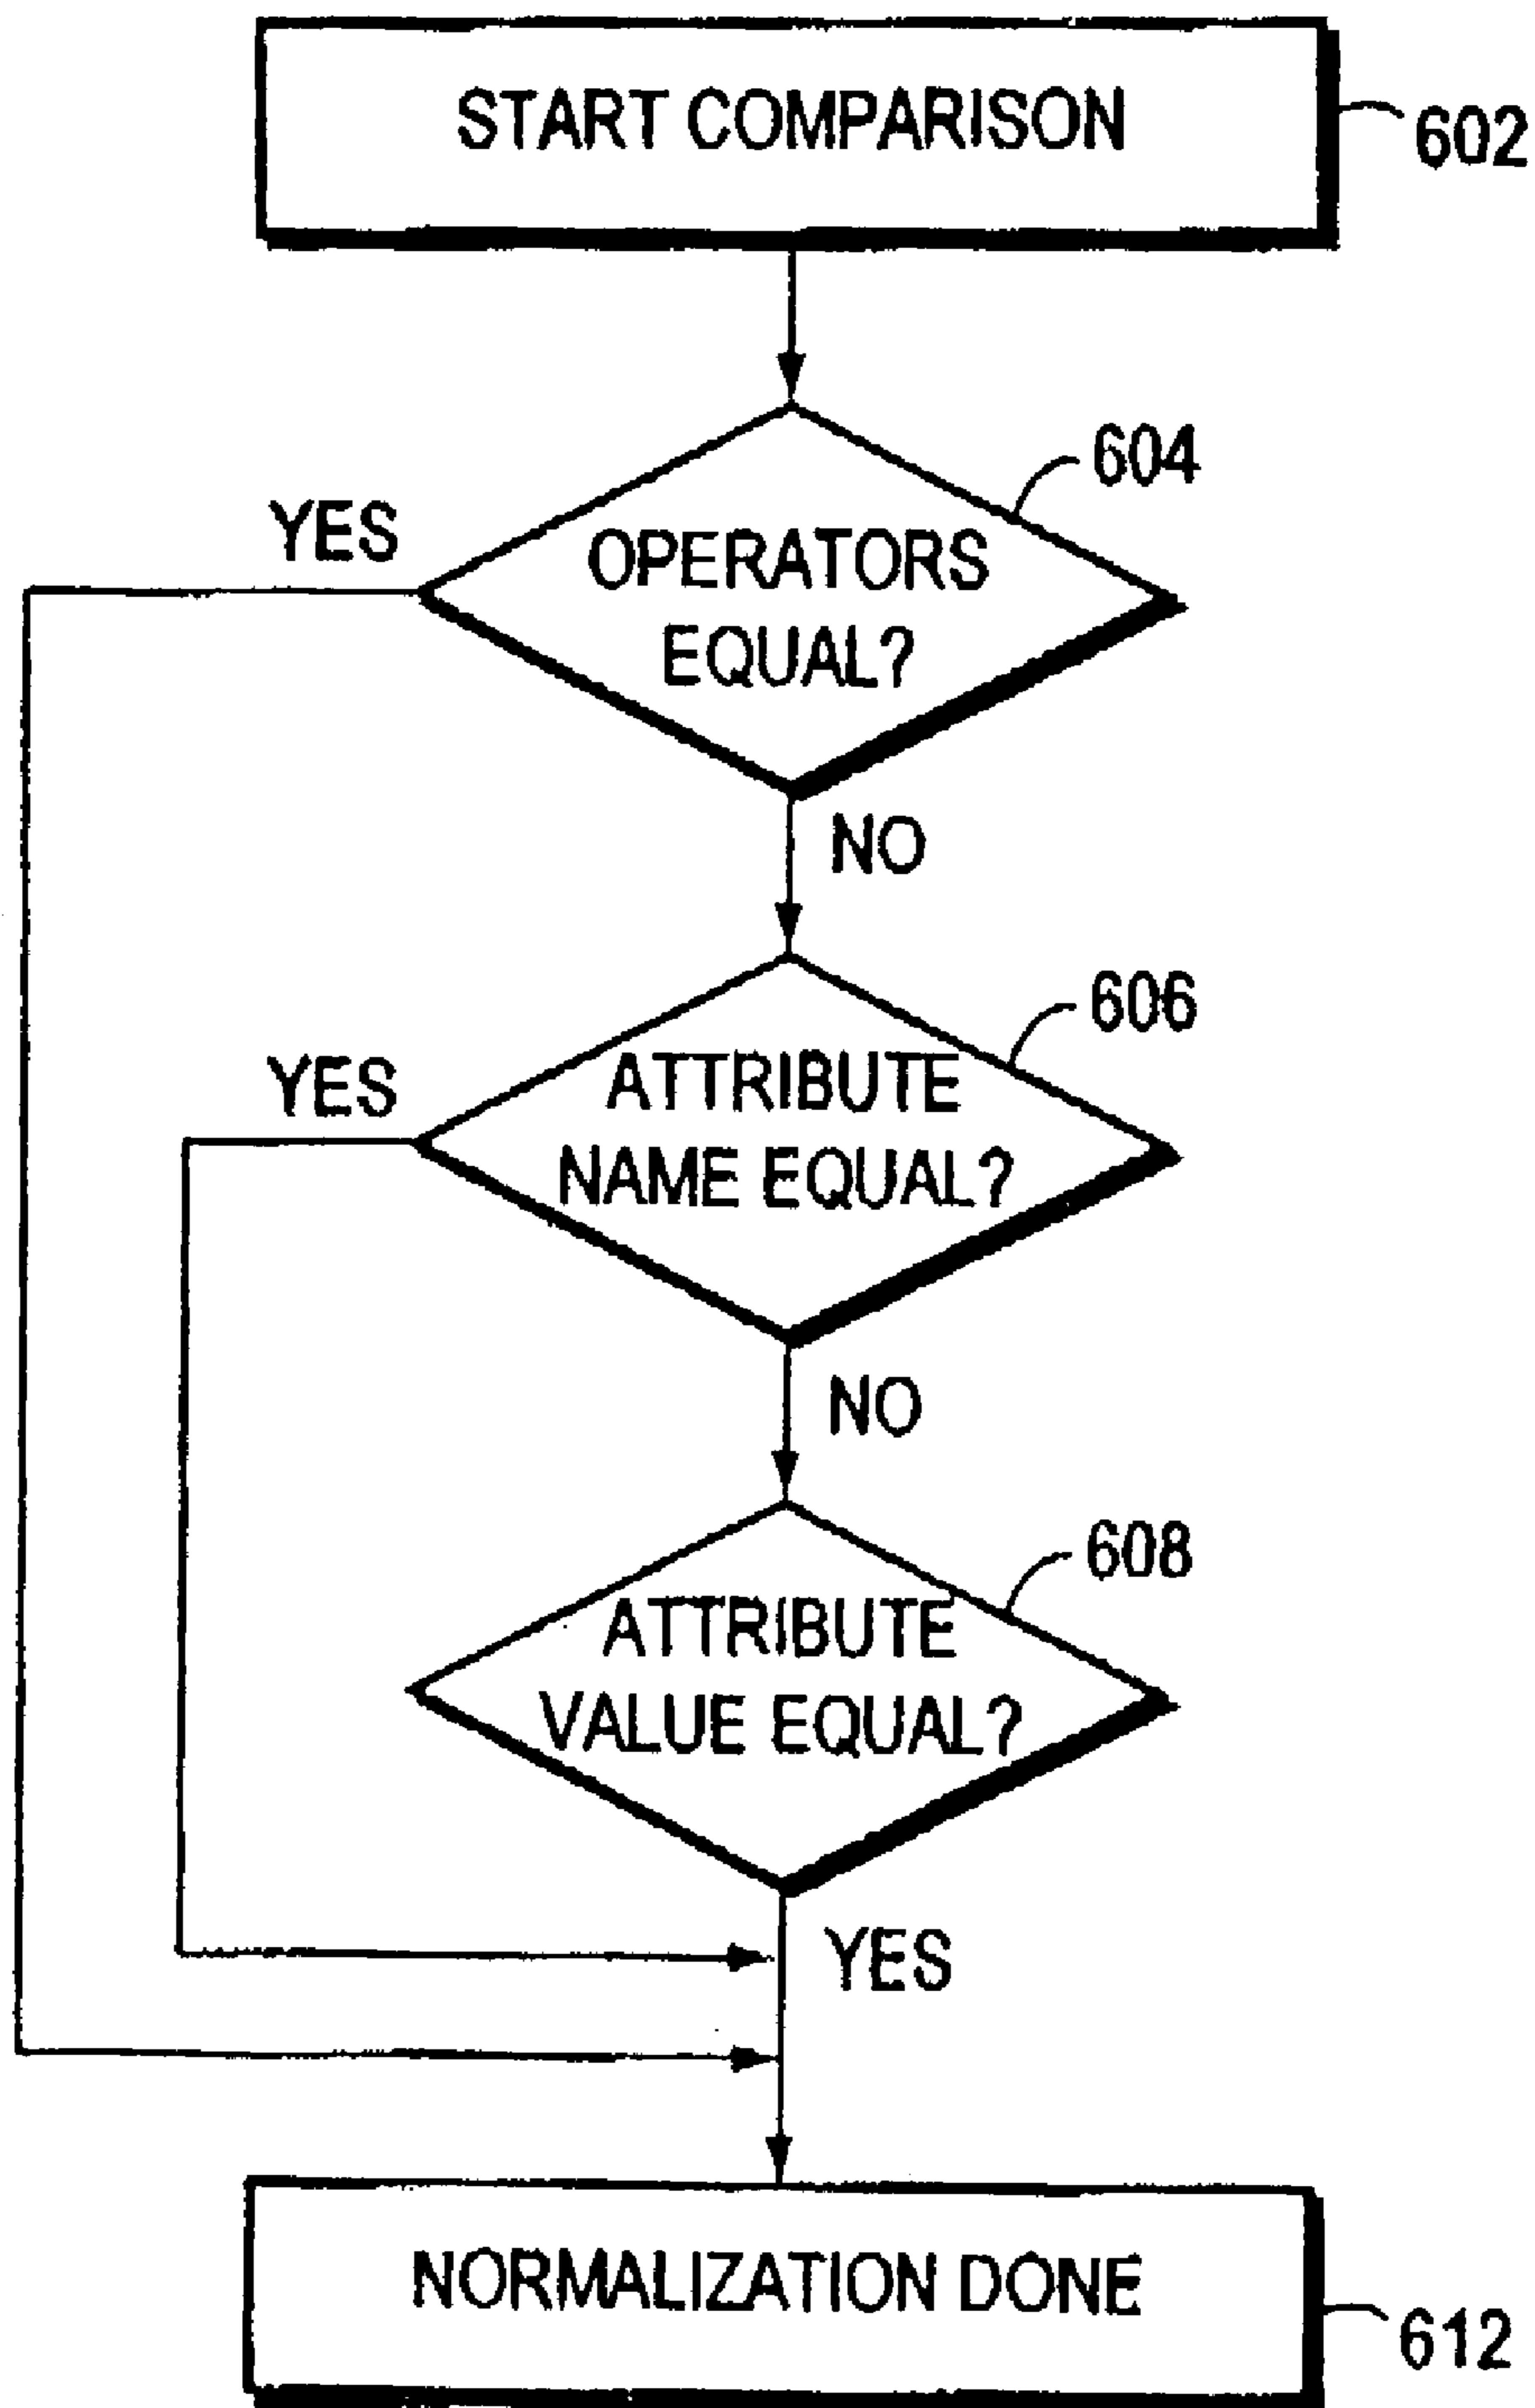 START COMPARISON
602
604
YES
OPERATORS
EQUAL?
NO
606
YES
ATTRIBUTE
NAME EQUAL?
NO
608
ATTRIBUTE
VALUE EQUAL?
YES
NORMALIZATION DONE
612